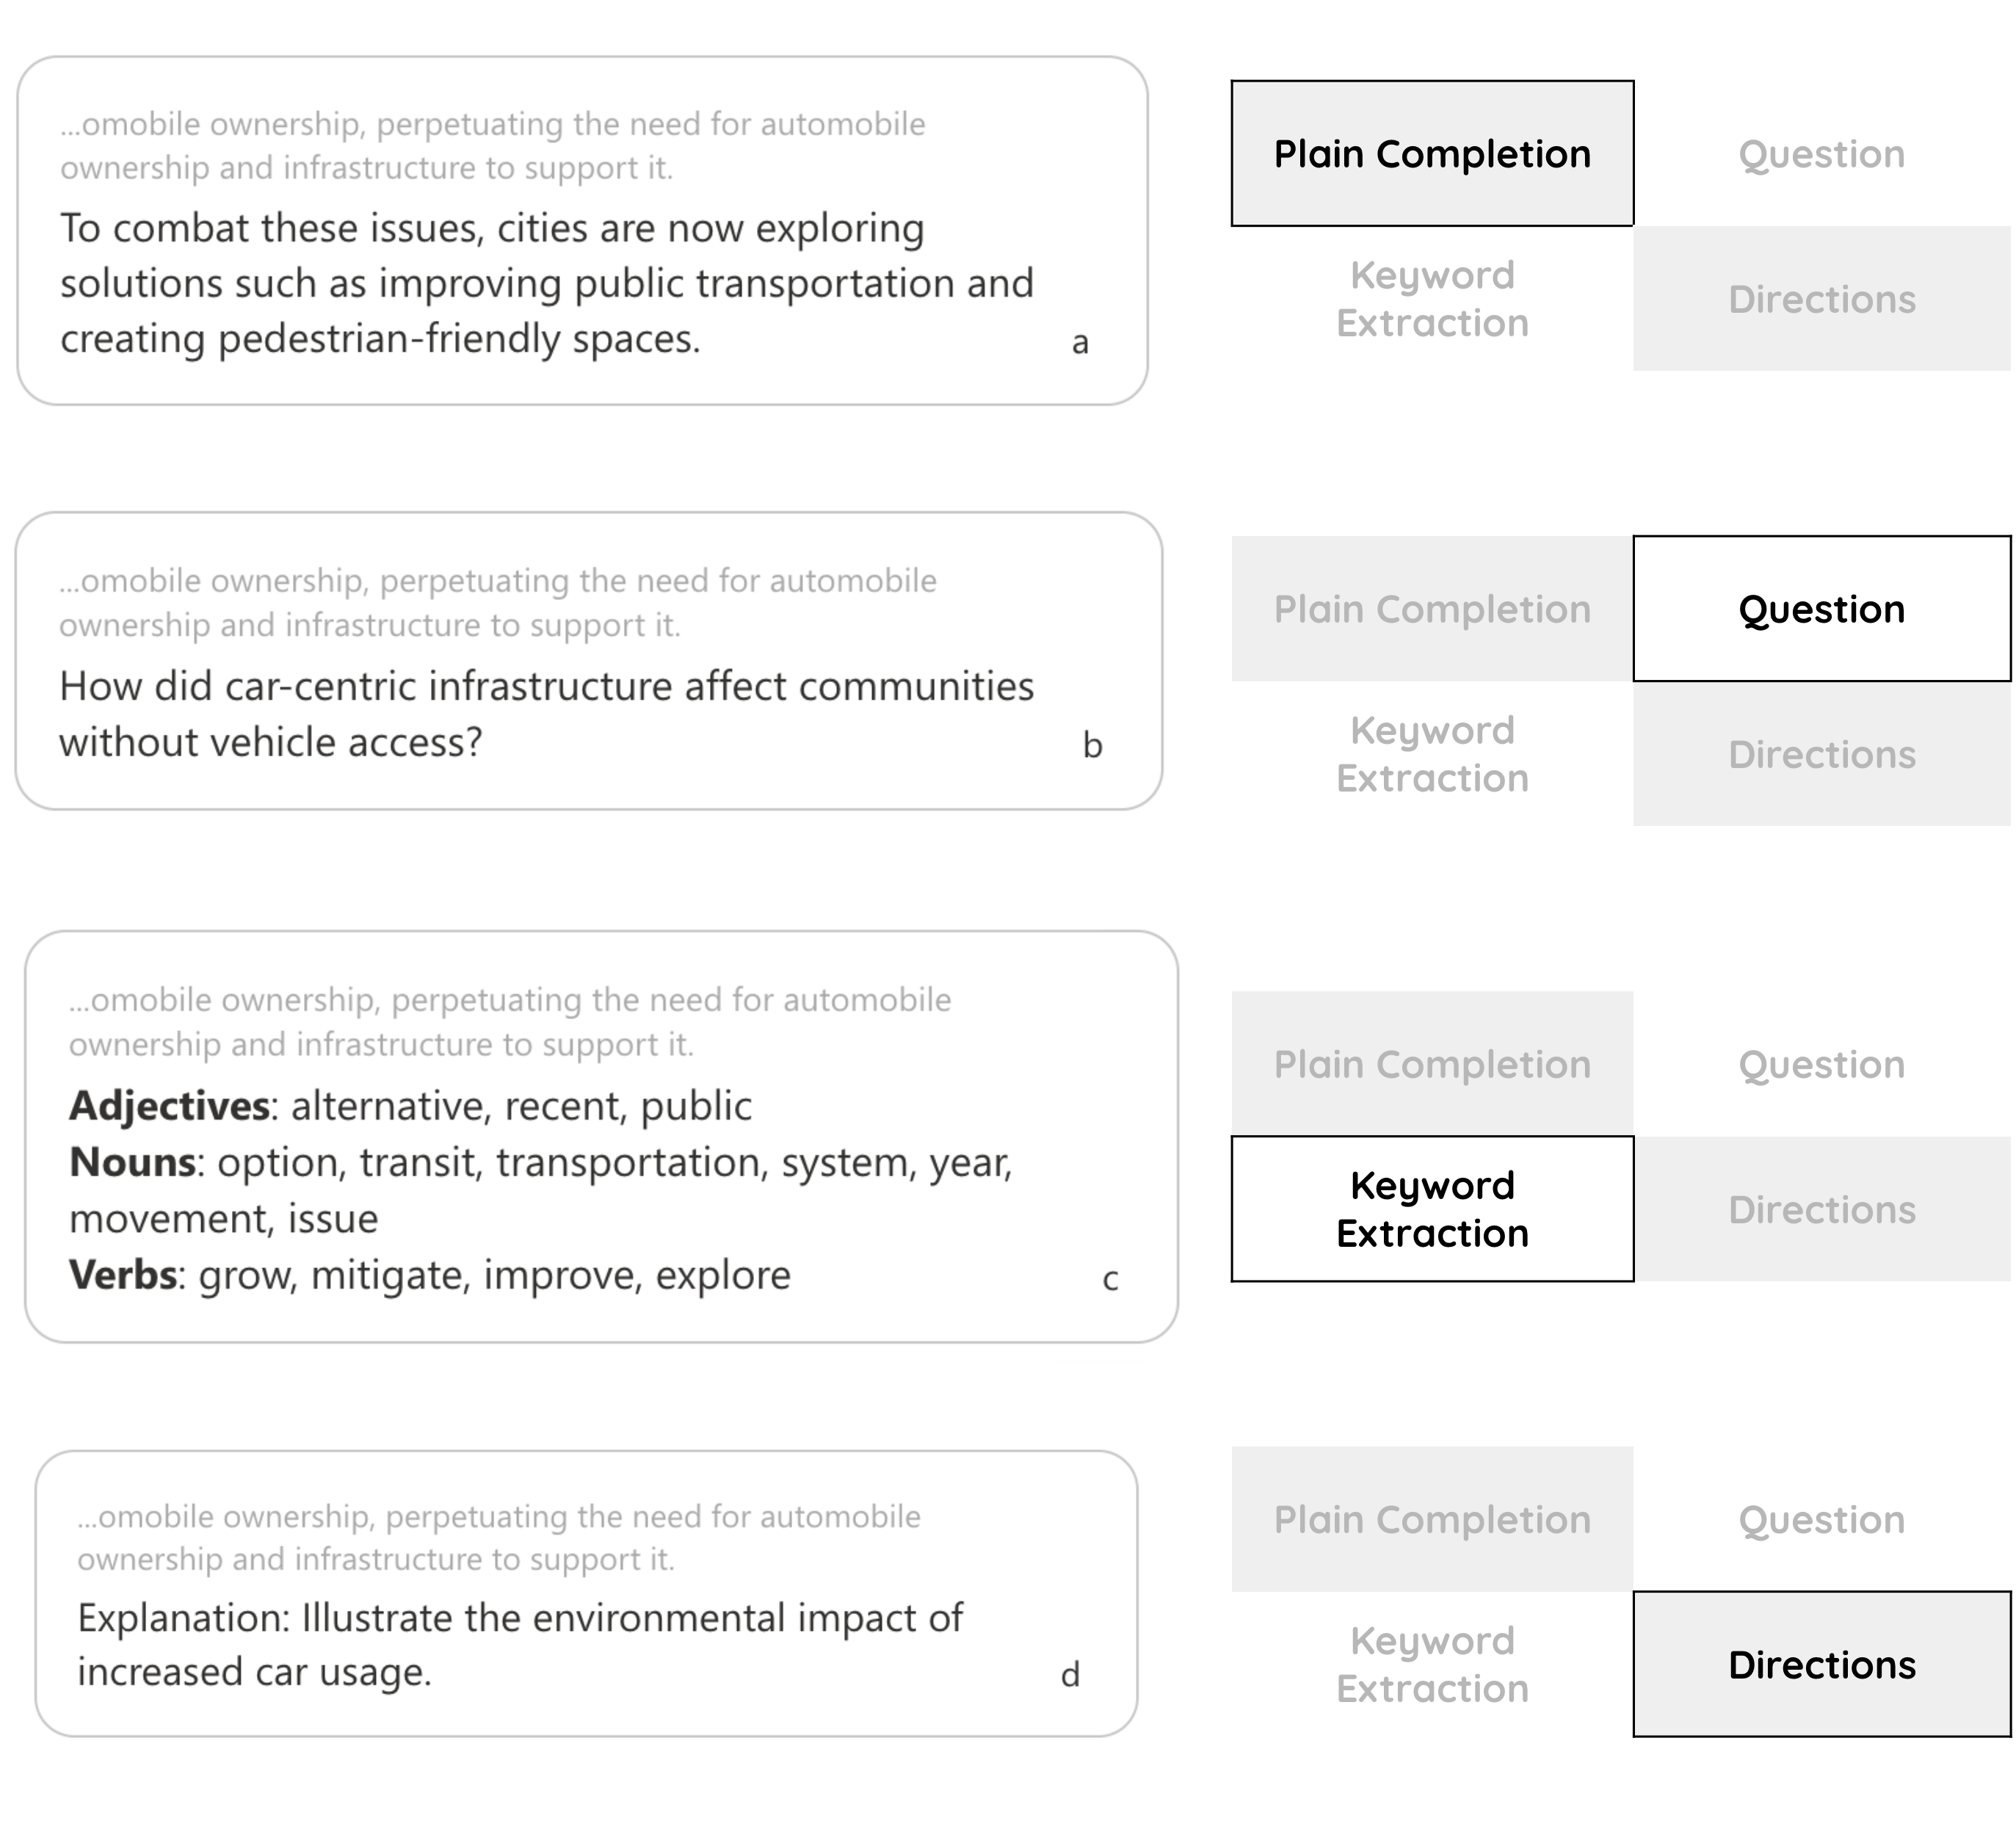 ...omobile ownership, perpetuating the need for automobile
ownership and infrastructure to support it.
To combat these issues, cities are now exploring
solutions such as improving public transportation and
creating pedestrian-friendly spaces.
a
Plain Completion
Question
Keyword
Extraction
Directions
...omobile ownership, perpetuating the need for automobile
ownership and infrastructure to support it.
How did car-centric infrastructure affect communities
without vehicle access?
b
Plain Completion
Question
Keyword
Extraction
Directions
...omobile ownership, perpetuating the need for automobile
ownership and infrastructure to support it.
Adjectives: alternative, recent, public
Nouns: option, transit, transportation, system, year,
movement, issue
Verbs: grow, mitigate, improve, explore
c
Plain Completion
Question
Keyword
Extraction
Directions
...omobile ownership, perpetuating the need for automobile
ownership and infrastructure to support it.
Explanation: Illustrate the environmental impact of
increased car usage.
d
Plain Completion
Question
Keyword
Extraction
Directions